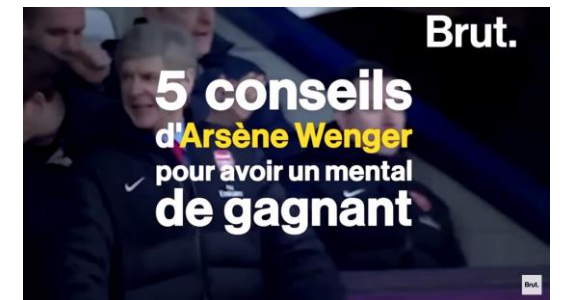 Brut.
5 conseils
d'Arsène Wenger
pour avoir un mental
de gagnant
Brut.